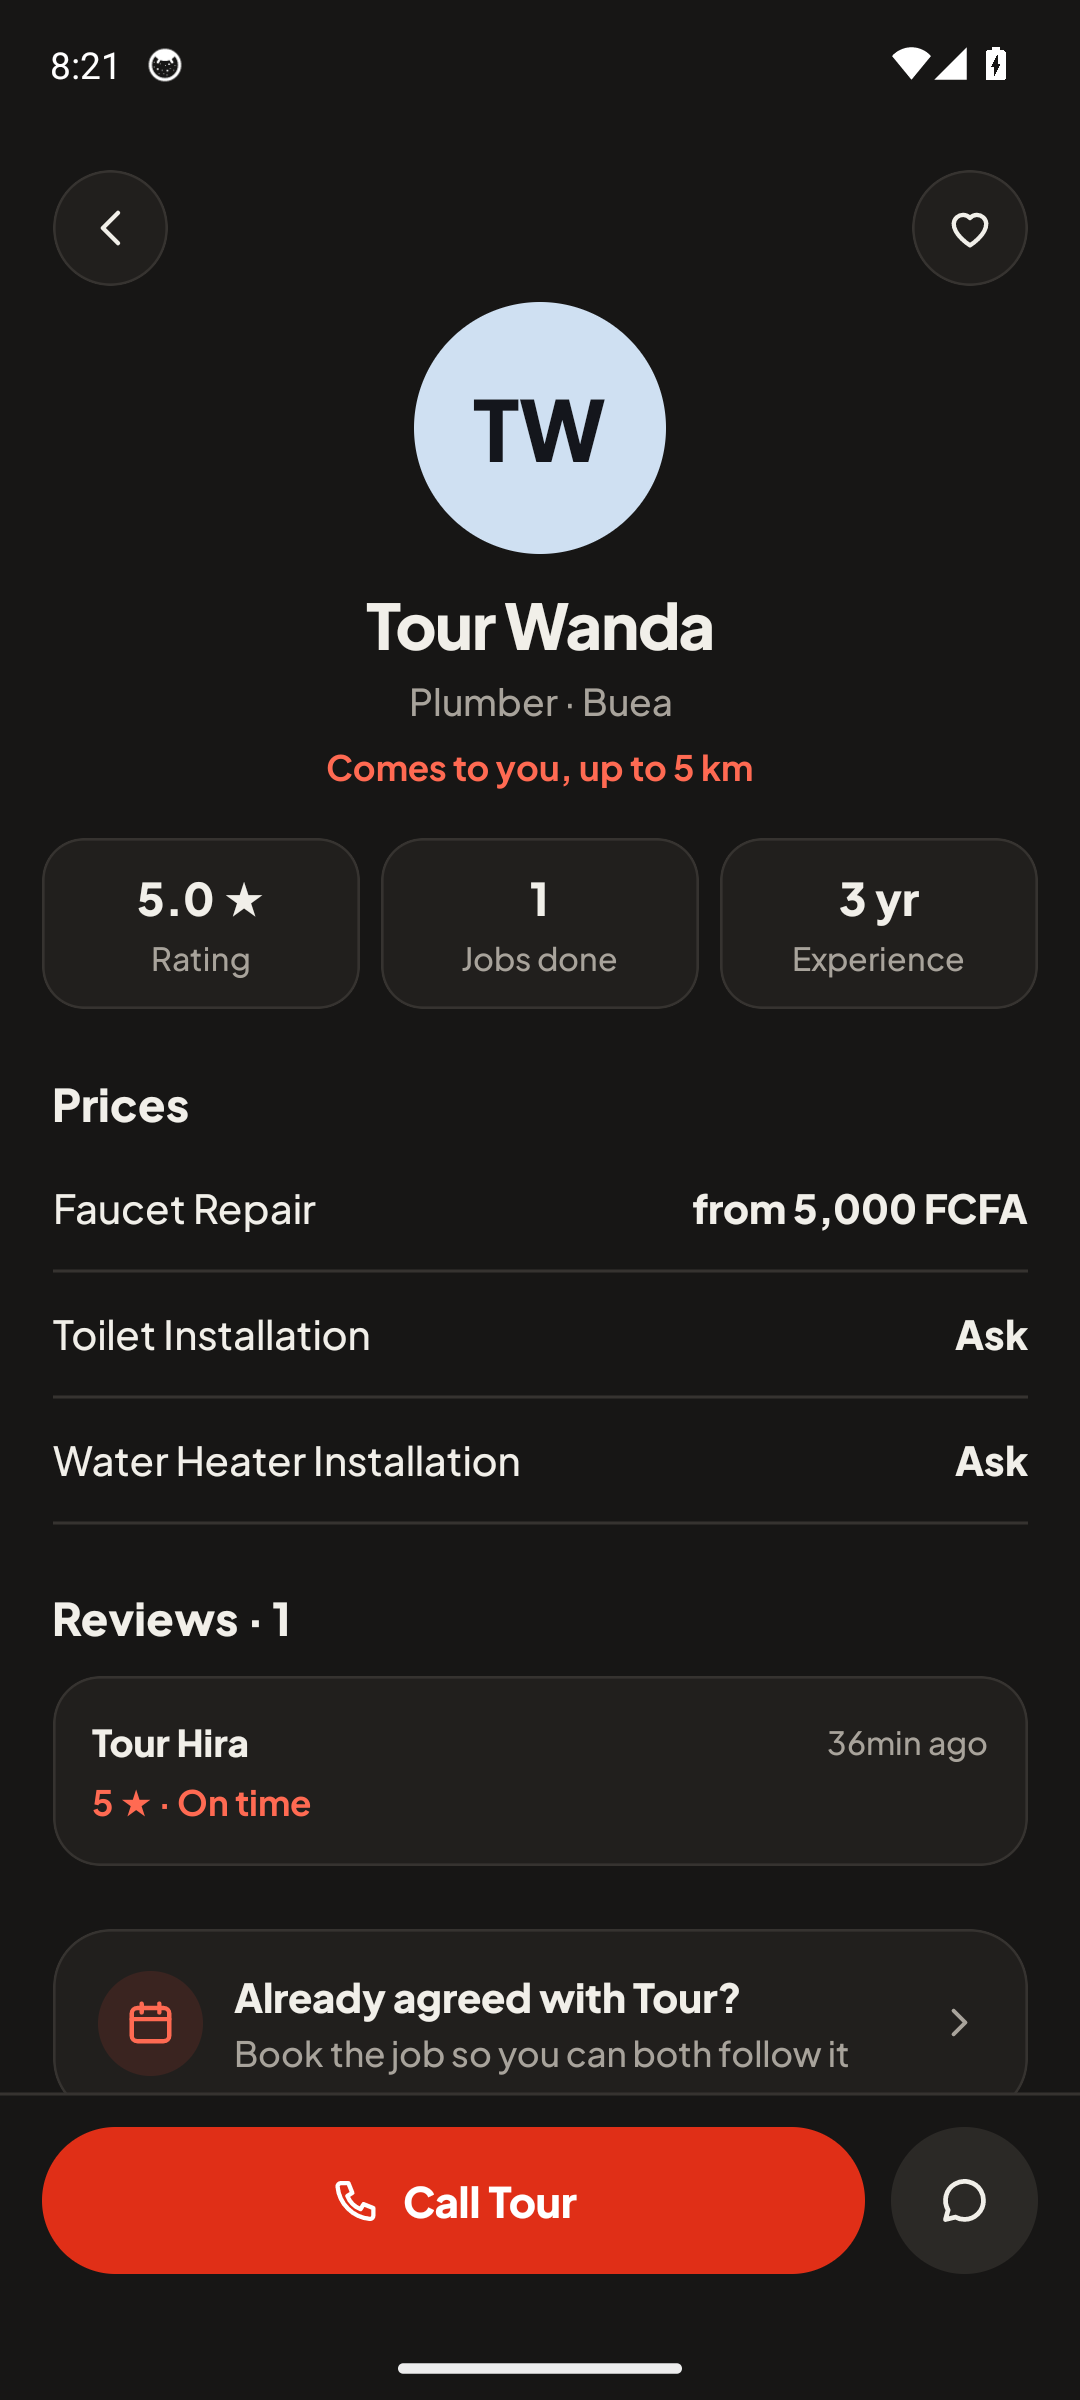 8:21
TW
Tour Wanda
Plumber · Buea
Comes to you, up to 5 km
5.0 ★
Rating
1
Jobs done
3 yr
Experience
Prices
Faucet Repair from 5,000 FCFA
Toilet Installation Ask
Water Heater Installation Ask
Reviews · 1
Tour Hira 36min ago
5 ★ · On time
Already agreed with Tour?
Book the job so you can both follow it
Call Tour